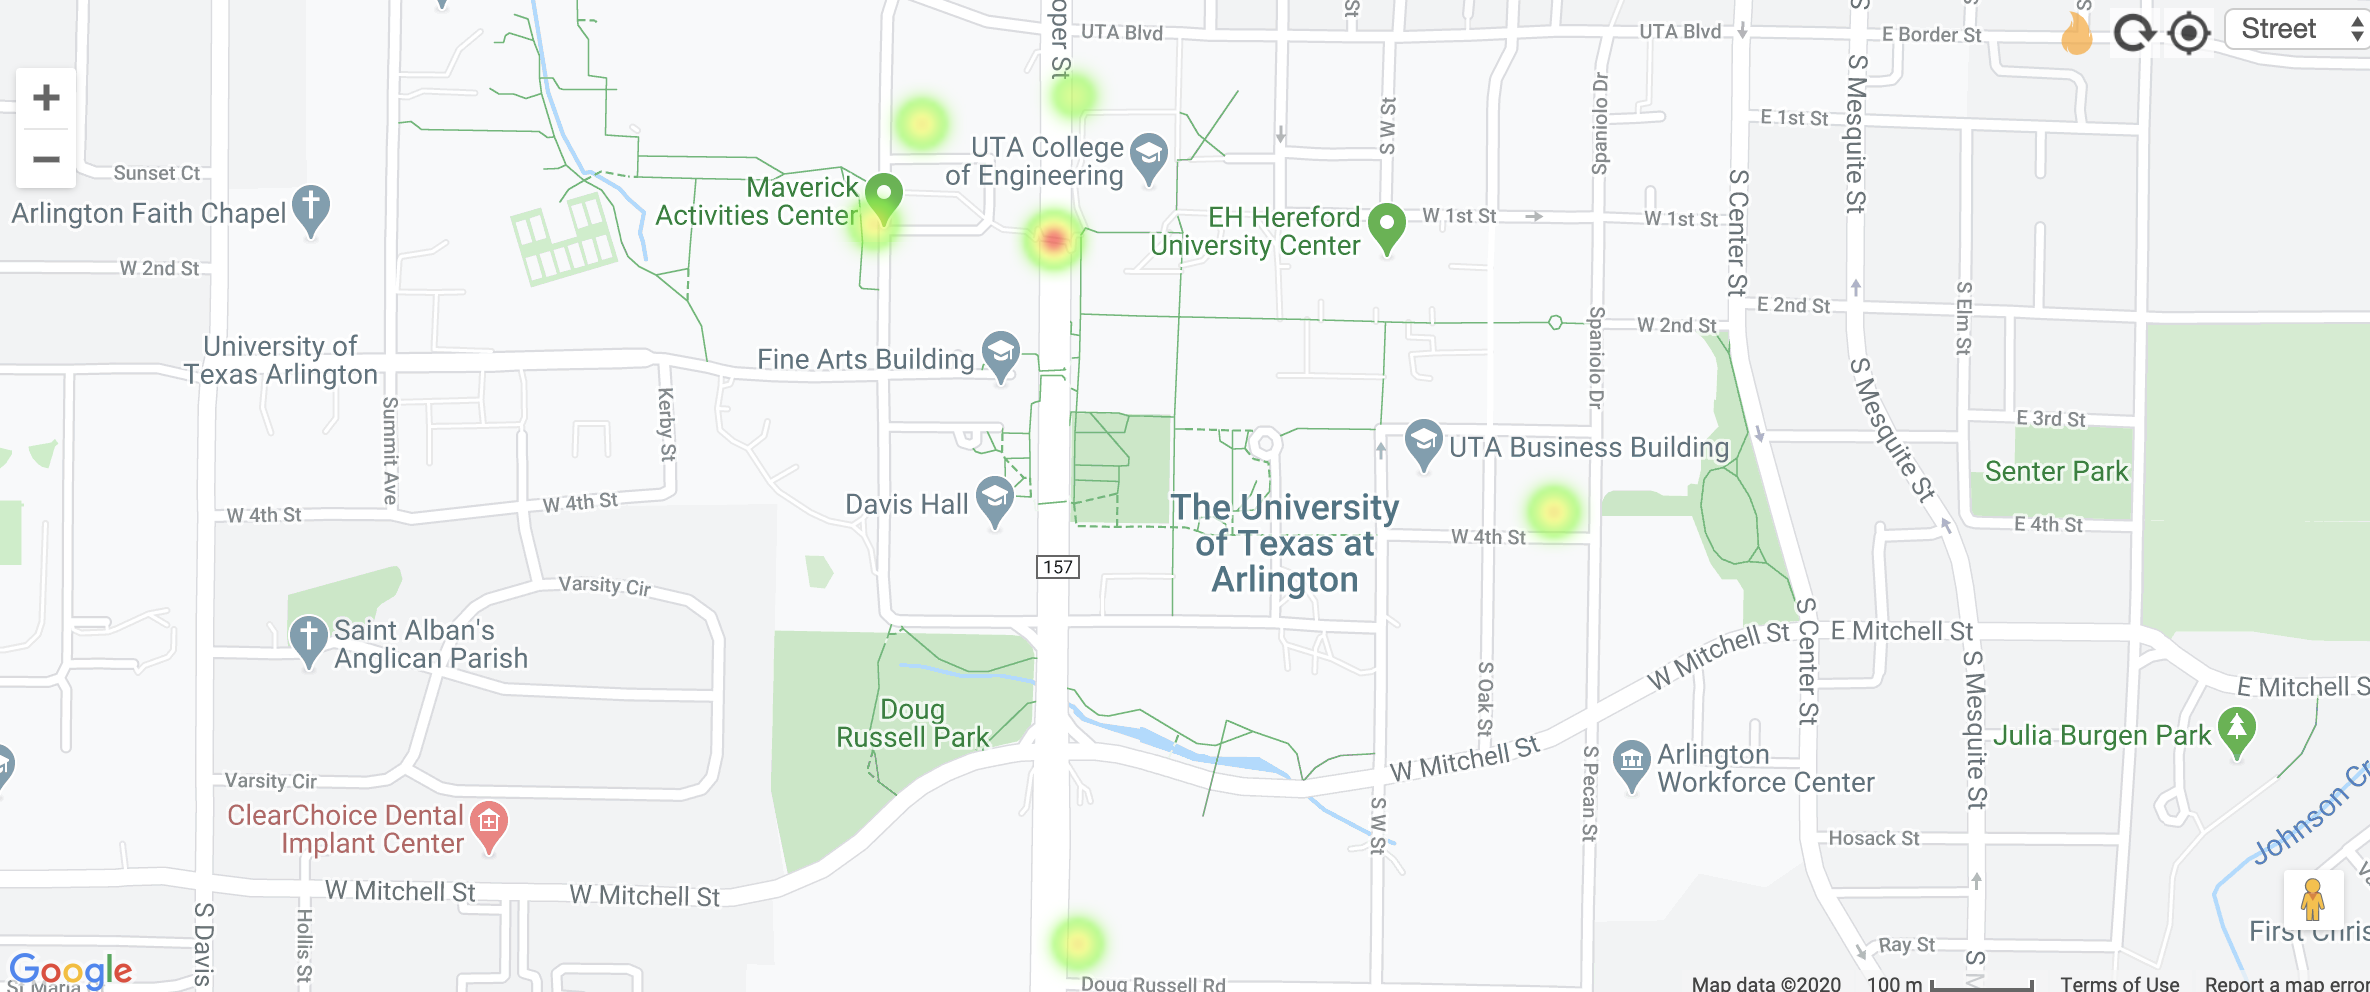 UTA Blvd
UTA Blvd
E Border St
Street
+
−
S Mesquite St
E 1st St
Sunset Ct
Arlington Faith Chapel
UTA College
of Engineering
Maverick
Activities Center
S W St
Spaniolo Dr
EH Hereford
University Center
W 1st St
W 1st St
S Center St
W 2nd St
W 2nd St
E 2nd St
S Elm St
University of
Texas Arlington
Fine Arts Building
Spaniolo Dr
Summit Ave
Kerby St
S Mesquite St
E 3rd St
UTA Business Building
Senter Park
W 4th St
W 4th St
Davis Hall
The University
of Texas at
Arlington
W 4th St
E 4th St
157
Varsity Cir
Saint Alban's
Anglican Parish
W Mitchell St
S Center St
E Mitchell St
S Mesquite St
E Mitchell S
S Oak St
Doug
Russell Park
Julia Burgen Park
W Mitchell St
S Pecan St
Arlington
Workforce Center
Varsity Cir
ClearChoice Dental
Implant Center
S W St
Hosack St
Johnson Cr
W Mitchell St
W Mitchell St
S Davis
Hollis St
Ray St
First Chris
Google
Doug Russell Rd
Map data ©2020
100 m
Terms of Use
Report a map error